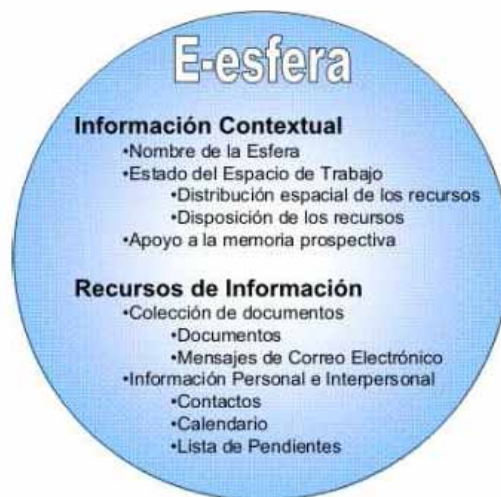 E-esfera
Información Contextual
•Nombre de la Esfera
•Estado del Espacio de Trabajo
•Distribución espacial de los recursos
•Disposición de los recursos
•Apoyo a la memoria prospectiva
Recursos de Información
•Colección de documentos
•Documentos
•Mensajes de Correo Electrónico
•Información Personal e Interpersonal
•Contactos
•Calendario
•Lista de Pendientes